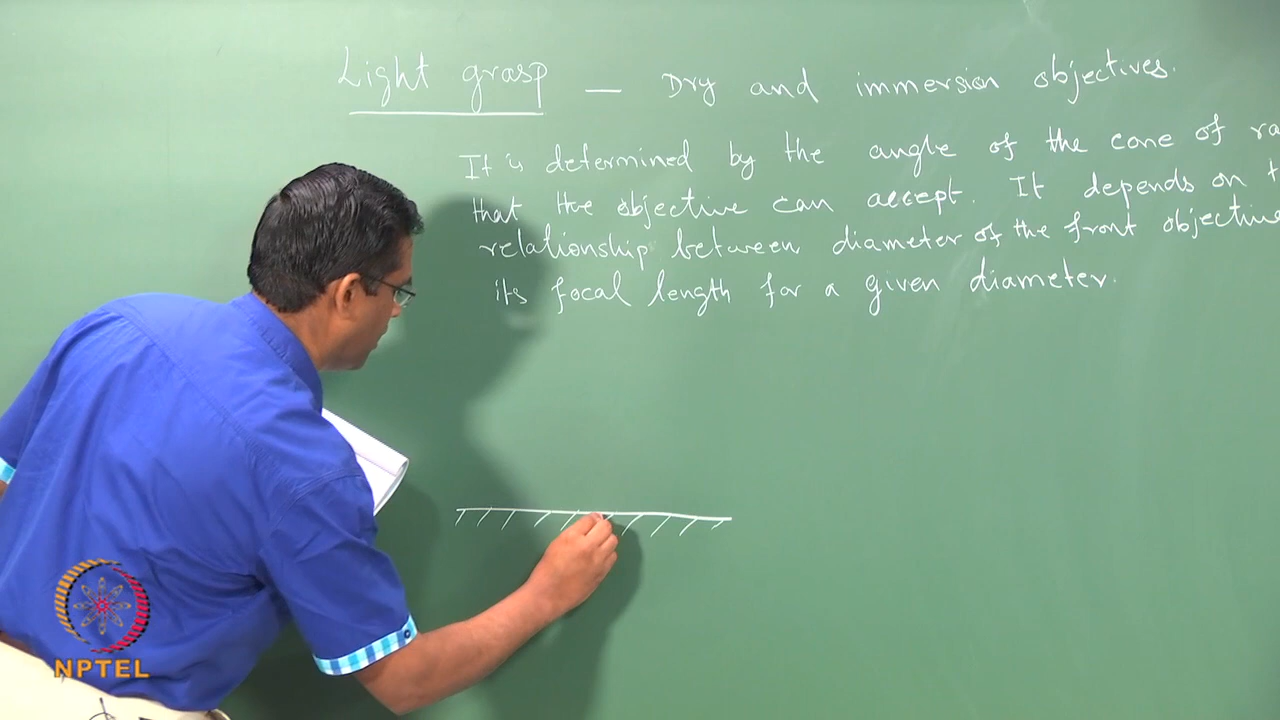 Light grasp — Dry and immersion objectives.
It is determined by the angle of the cone of
that the objective can accept. It depends on
relationship between diameter of the front objective
its focal length for a given diameter.
NPTEL